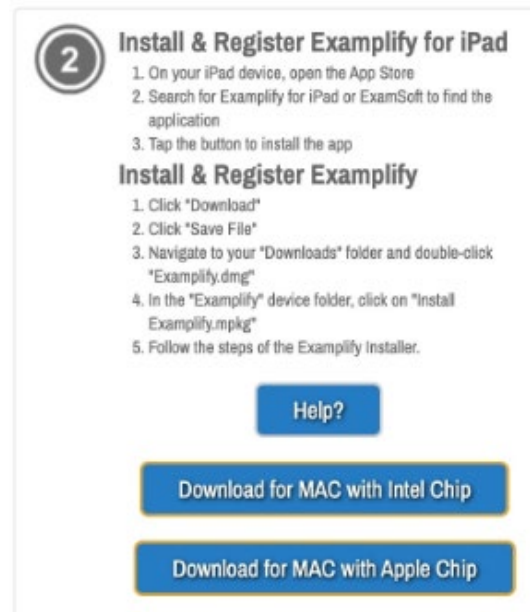 2
Install & Register Examplify for iPad
1. On your iPad device, open the App Store
2. Search for Examplify for iPad or ExamSoft to find the
application
3. Tap the button to install the app
Install & Register Examplify
1. Click "Download"
2. Click "Save File"
3. Navigate to your "Downloads" folder and double-click
"Examplify.dmg"
4. In the "Examplify" device folder, click on "Install
Examplify.mpkg"
5. Follow the steps of the Examplify Installer.
Help?
Download for MAC with Intel Chip
Download for MAC with Apple Chip